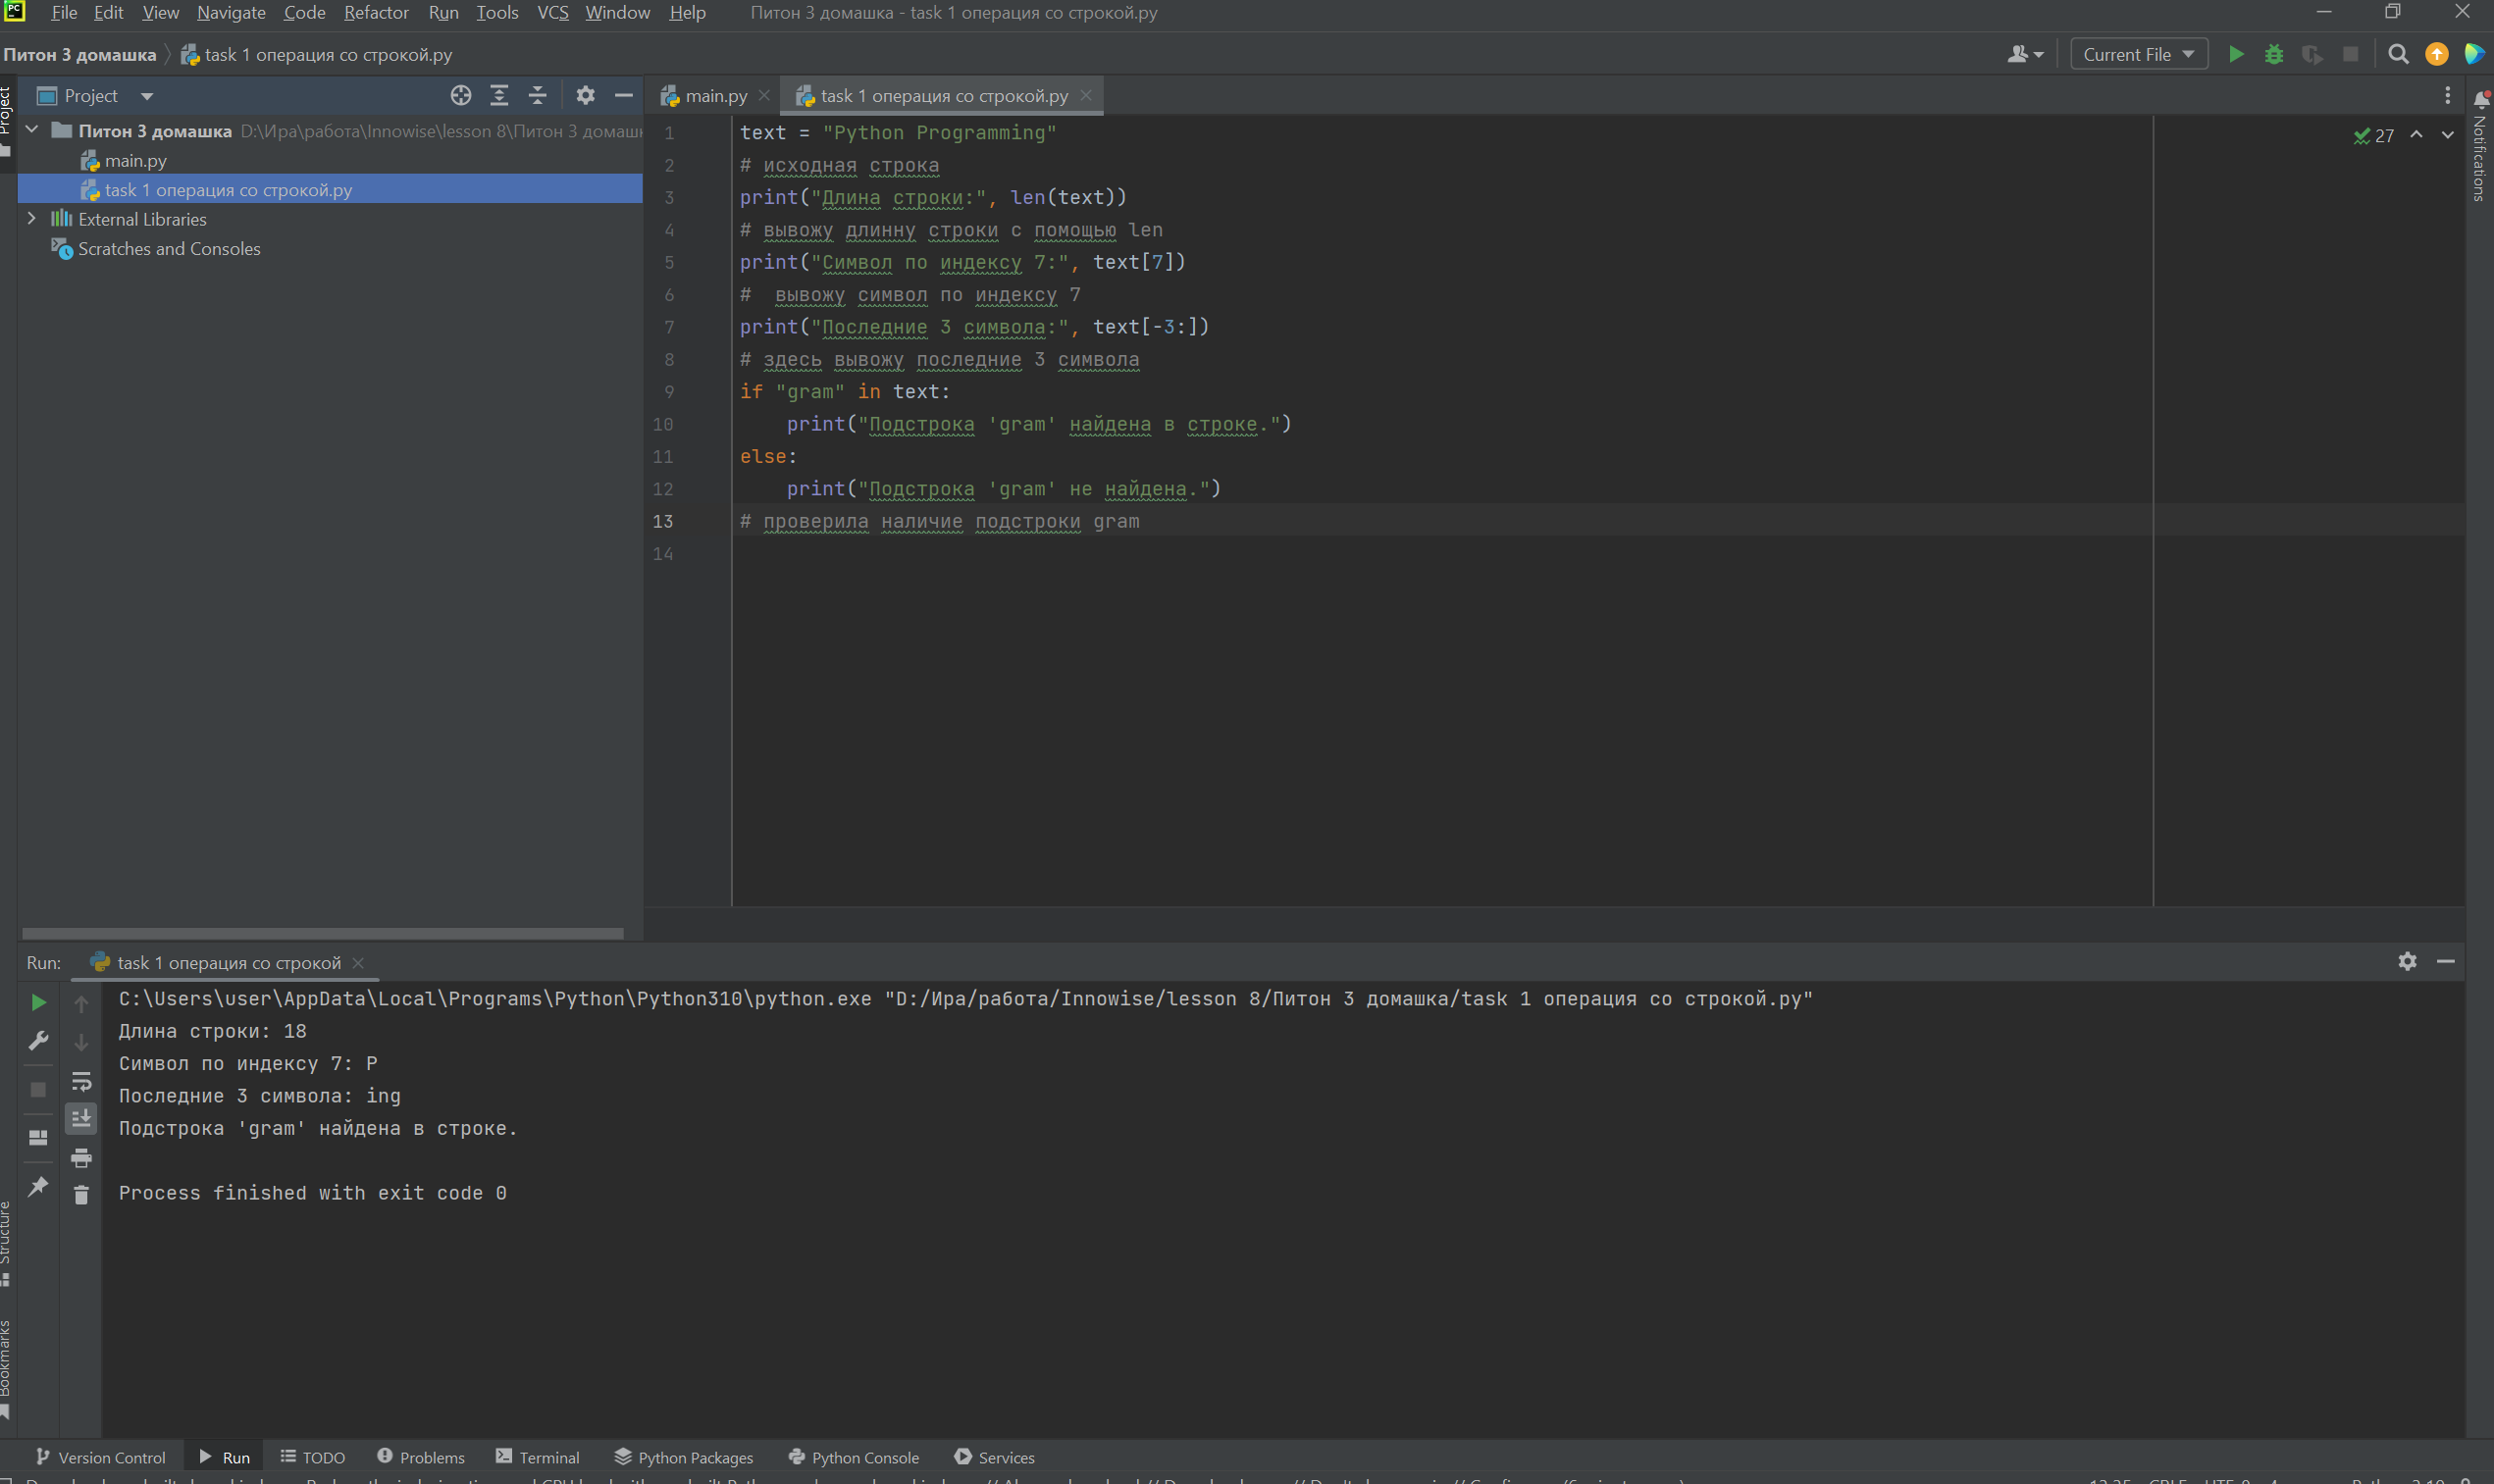 PC File Edit View Navigate Code Refactor Run Tools VCS Window Help Питон 3 домашка - task 1 операция со строкой.py
Питон 3 домашка task 1 операция со строкой.py Current File
Project
Project
Питон 3 домашка D:\Ира\работа\Innowise\lesson 8\Питон 3
main.py
task 1 операция со строкой.py
External Libraries
Scratches and Consoles
main.py task 1 операция со строкой.py
27
Notifications
1 text = "Python Programming"
2 # исходная строка
3 print("Длина строки:", len(text))
4 # вывожу длинну строки с помощью len
5 print("Символ по индексу 7:", text[7])
6 #  вывожу символ по индексу 7
7 print("Последние 3 символа:", text[-3:])
8 # здесь вывожу последние 3 символа
9 if "gram" in text:
10     print("Подстрока 'gram' найдена в строке.")
11 else:
12     print("Подстрока 'gram' не найдена.")
13 # проверила наличие подстроки gram
14
Run: task 1 операция со строкой
C:\Users\user\AppData\Local\Programs\Python\Python310\python.exe "D:/Ира/работа/Innowise/lesson 8/Питон 3 домашка/task 1 операция со строкой.py"
Длина строки: 18
Символ по индексу 7: P
Последние 3 символа: ing
Подстрока 'gram' найдена в строке.
Process finished with exit code 0
Structure
Bookmarks
Version Control Run TODO Problems Terminal Python Packages Python Console Services